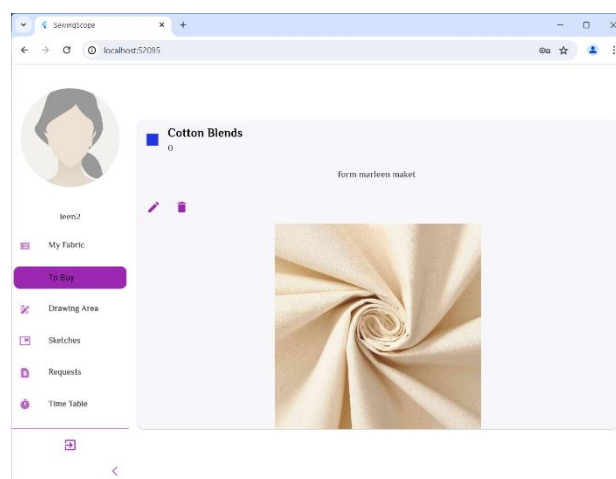 SewingScope
localhost:52095
Cotton Blends
0
form marleen maket
leen2
My Fabric
To Buy
Drawing Area
Sketches
Requests
Time Table